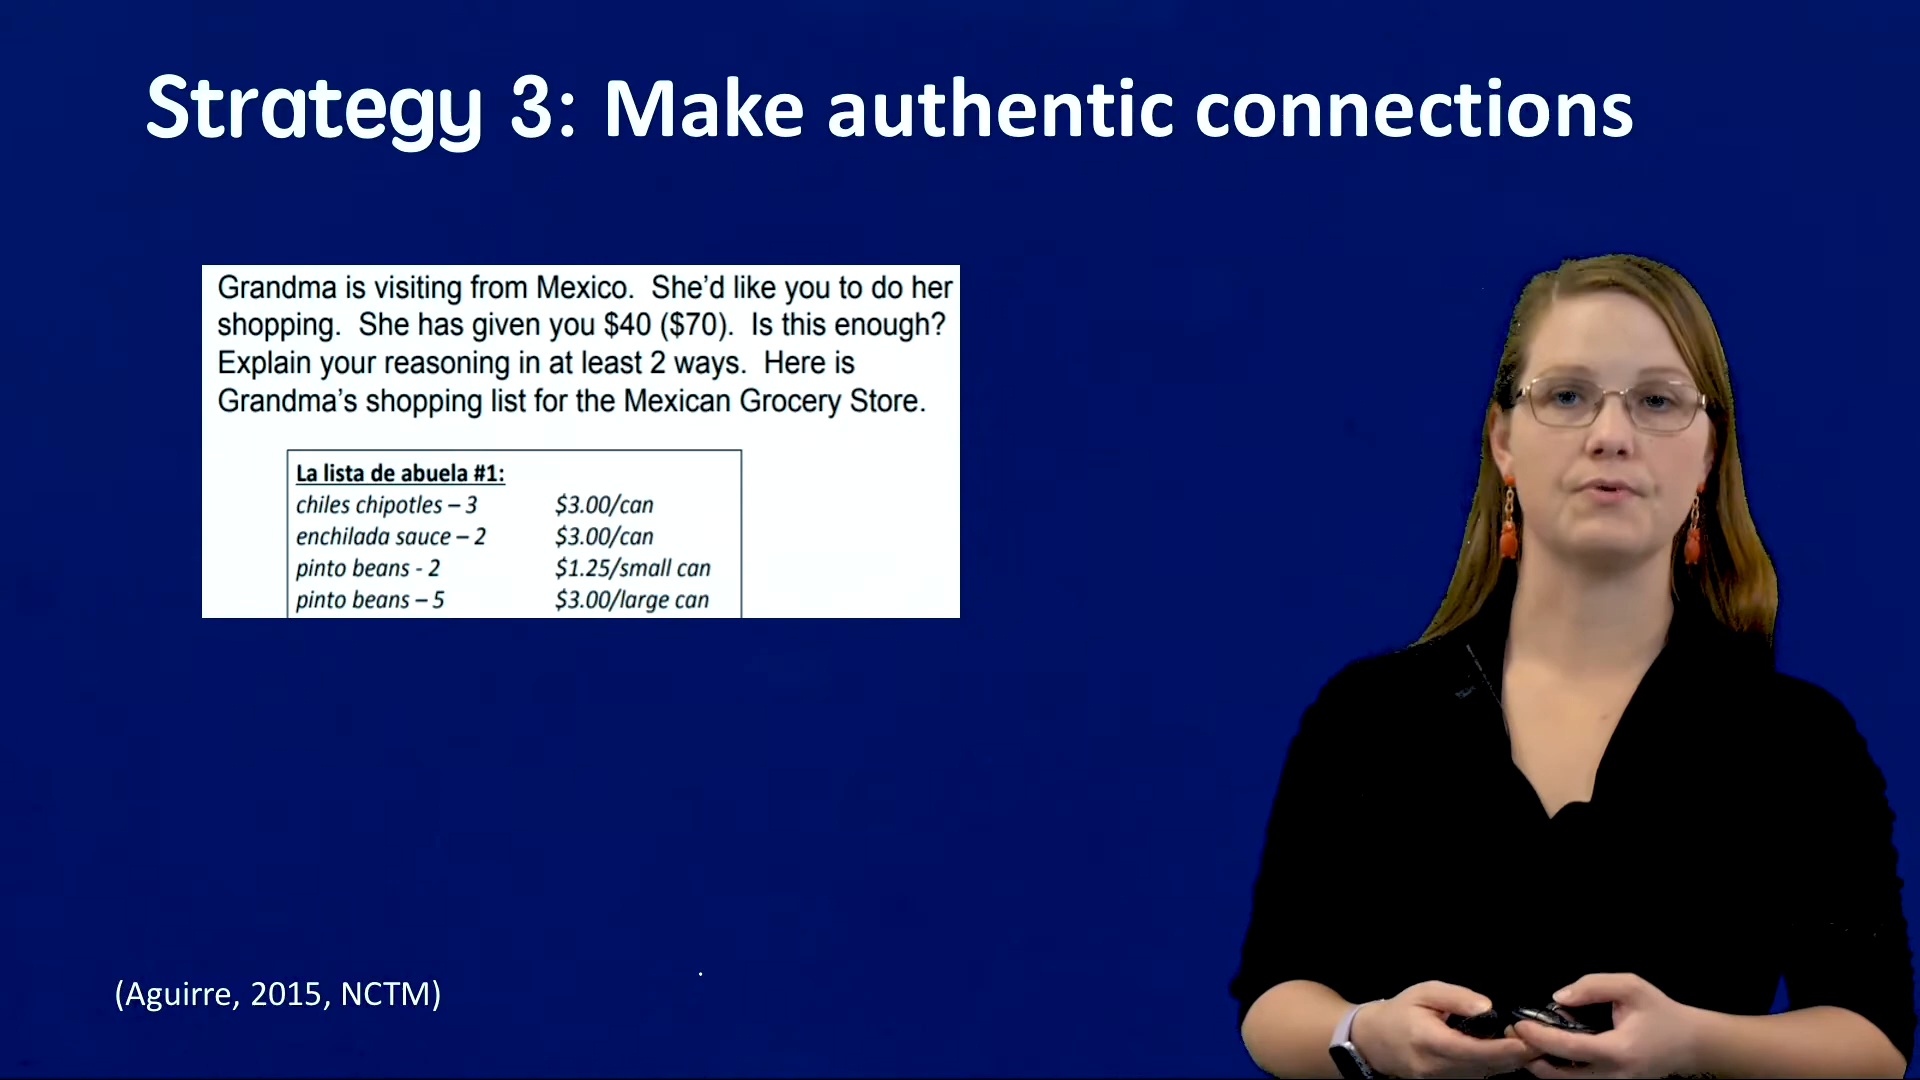 Strategy 3: Make authentic connections
Grandma is visiting from Mexico. She'd like you to do her
shopping. She has given you $40 ($70). Is this enough?
Explain your reasoning in at least 2 ways. Here is
Grandma's shopping list for the Mexican Grocery Store.
La lista de abuela #1:
chiles chipotles – 3 $3.00/can
enchilada sauce – 2 $3.00/can
pinto beans - 2 $1.25/small can
pinto beans – 5 $3.00/large can
(Aguirre, 2015, NCTM)